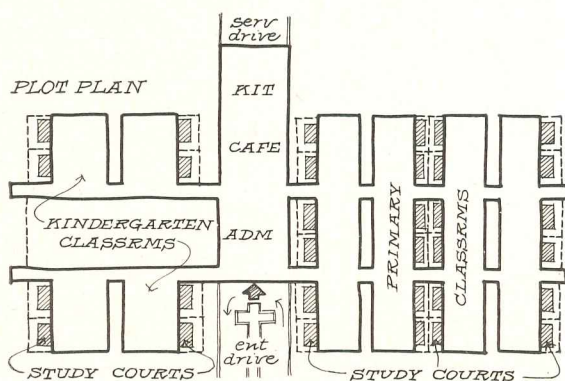 serv
drive
PLOT PLAN
KIT
CAFE
KINDERGARTEN
CLASSRMS
ADM
PRIMARY
CLASSRMS
ent
drive
STUDY COURTS
STUDY COURTS